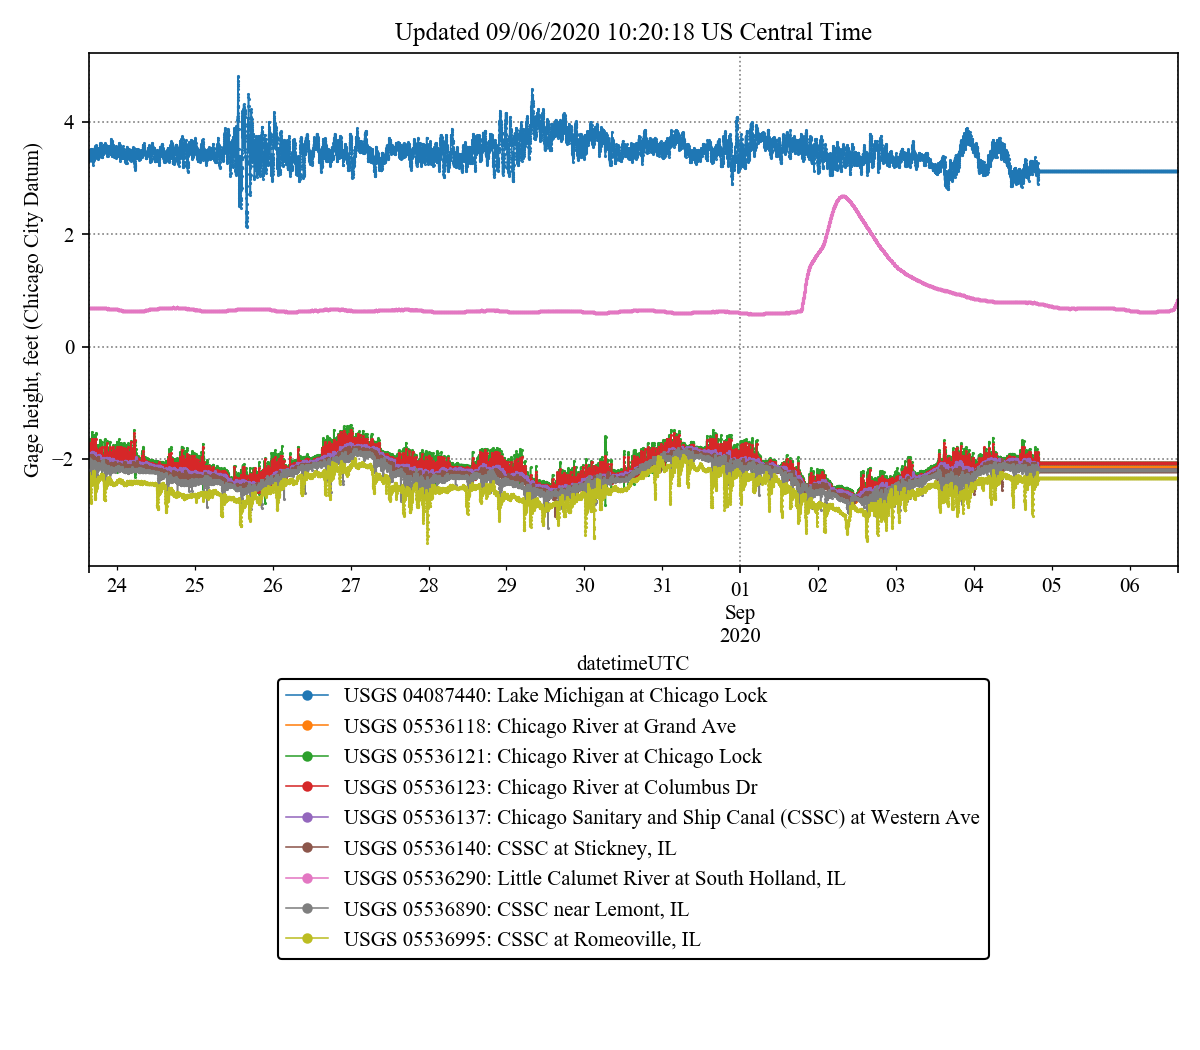 Updated 09/06/2020 10:20:18 US Central Time
Gage height, feet (Chicago City Datum)
4
2
0
−2
24 25 26 27 28 29 30 31 01 02 03 04 05 06
Sep
2020
datetimeUTC
USGS 04087440: Lake Michigan at Chicago Lock
USGS 05536118: Chicago River at Grand Ave
USGS 05536121: Chicago River at Chicago Lock
USGS 05536123: Chicago River at Columbus Dr
USGS 05536137: Chicago Sanitary and Ship Canal (CSSC) at Western Ave
USGS 05536140: CSSC at Stickney, IL
USGS 05536290: Little Calumet River at South Holland, IL
USGS 05536890: CSSC near Lemont, IL
USGS 05536995: CSSC at Romeoville, IL